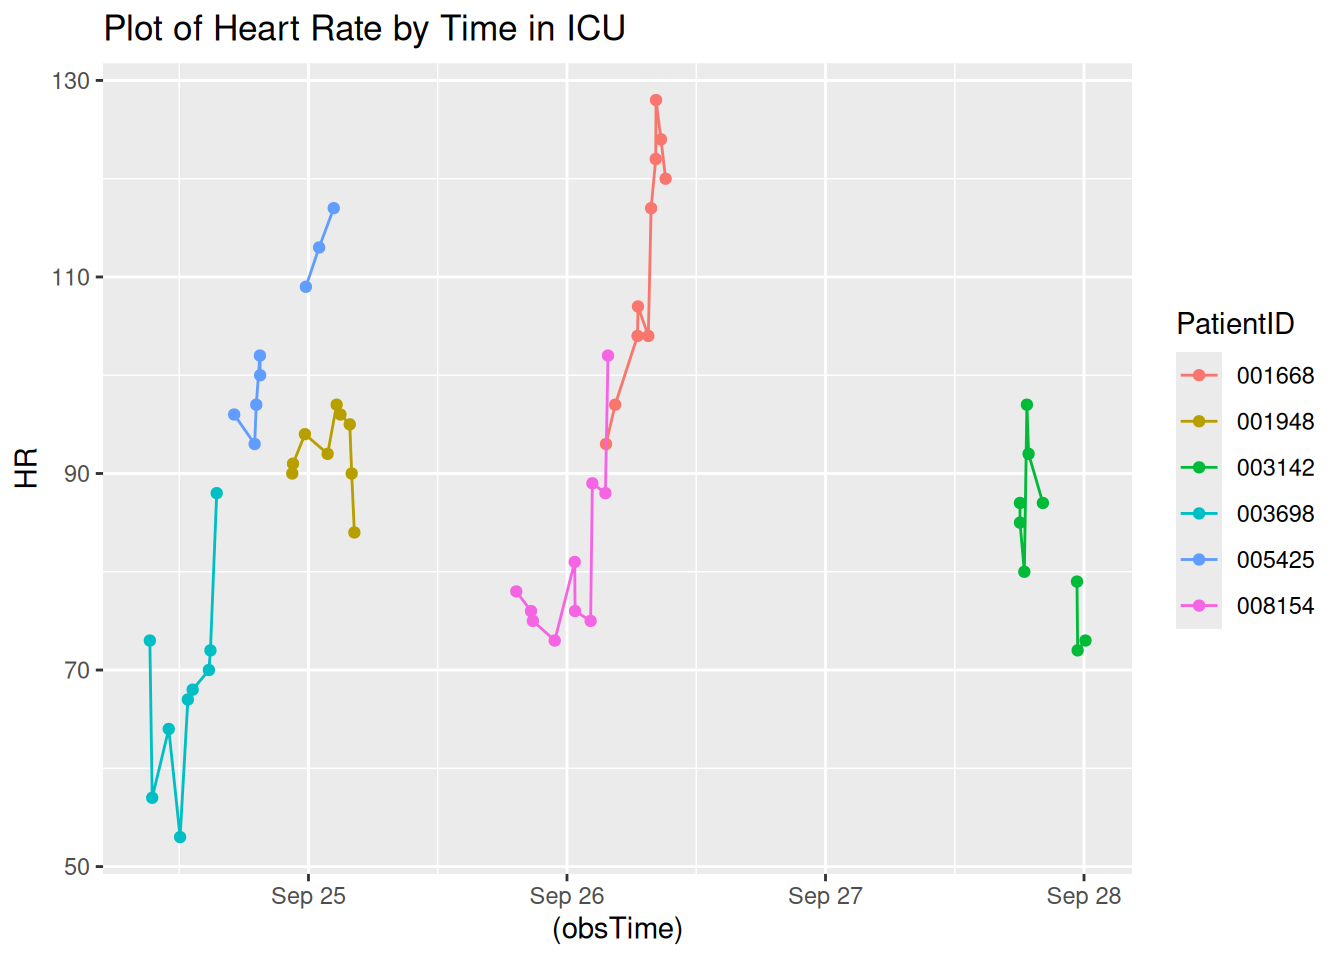 Plot of Heart Rate by Time in ICU
130
110
90
70
50
HR
Sep 25
Sep 26
Sep 27
Sep 28
(obsTime)
PatientID
001668
001948
003142
003698
005425
008154